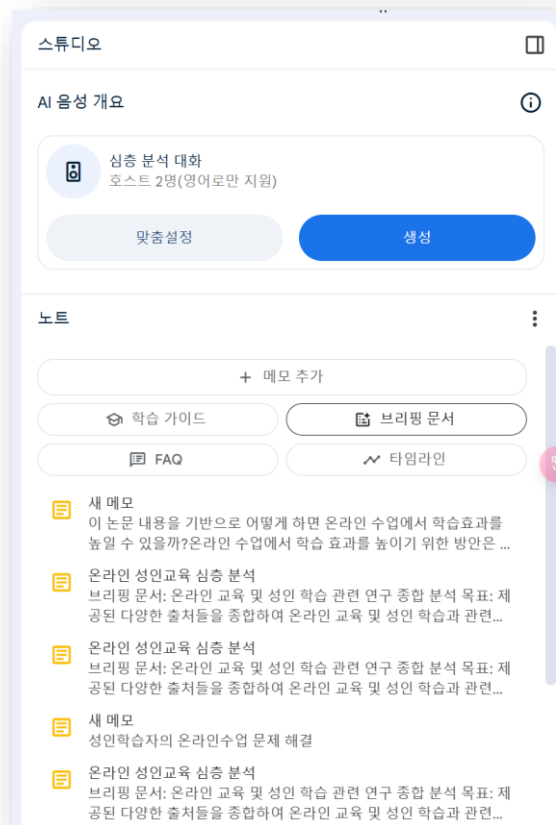 스튜디오
AI 음성 개요
심층 분석 대화
호스트 2명(영어로만 지원)
맞춤설정
생성
노트
+ 메모 추가
학습 가이드
브리핑 문서
FAQ
타임라인
새 메모
이 논문 내용을 기반으로 어떻게 하면 온라인 수업에서 학습효과를
높일 수 있을까?온라인 수업에서 학습 효과를 높이기 위한 방안은 ...
온라인 성인교육 심층 분석
브리핑 문서: 온라인 교육 및 성인 학습 관련 연구 종합 분석 목표: 제
공된 다양한 출처들을 종합하여 온라인 교육 및 성인 학습과 관련...
온라인 성인교육 심층 분석
브리핑 문서: 온라인 교육 및 성인 학습 관련 연구 종합 분석 목표: 제
공된 다양한 출처들을 종합하여 온라인 교육 및 성인 학습과 관련...
새 메모
성인학습자의 온라인수업 문제 해결
온라인 성인교육 심층 분석
브리핑 문서: 온라인 교육 및 성인 학습 관련 연구 종합 분석 목표: 제
공된 다양한 출처들을 종합하여 온라인 교육 및 성인 학습과 관련...